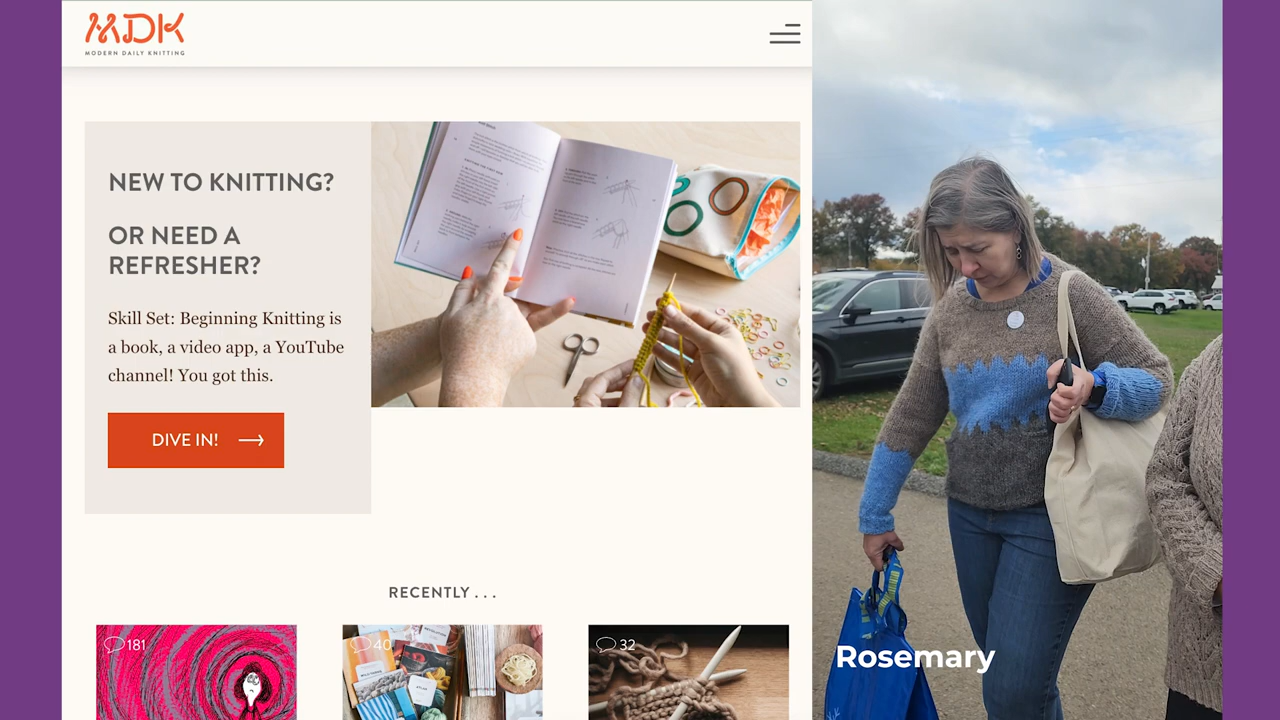 MDK
MODERN DAILY KNITTING
NEW TO KNITTING?
OR NEED A
REFRESHER?
Skill Set: Beginning Knitting is
a book, a video app, a YouTube
channel! You got this.
DIVE IN!
RECENTLY . . .
181
40
32
Rosemary